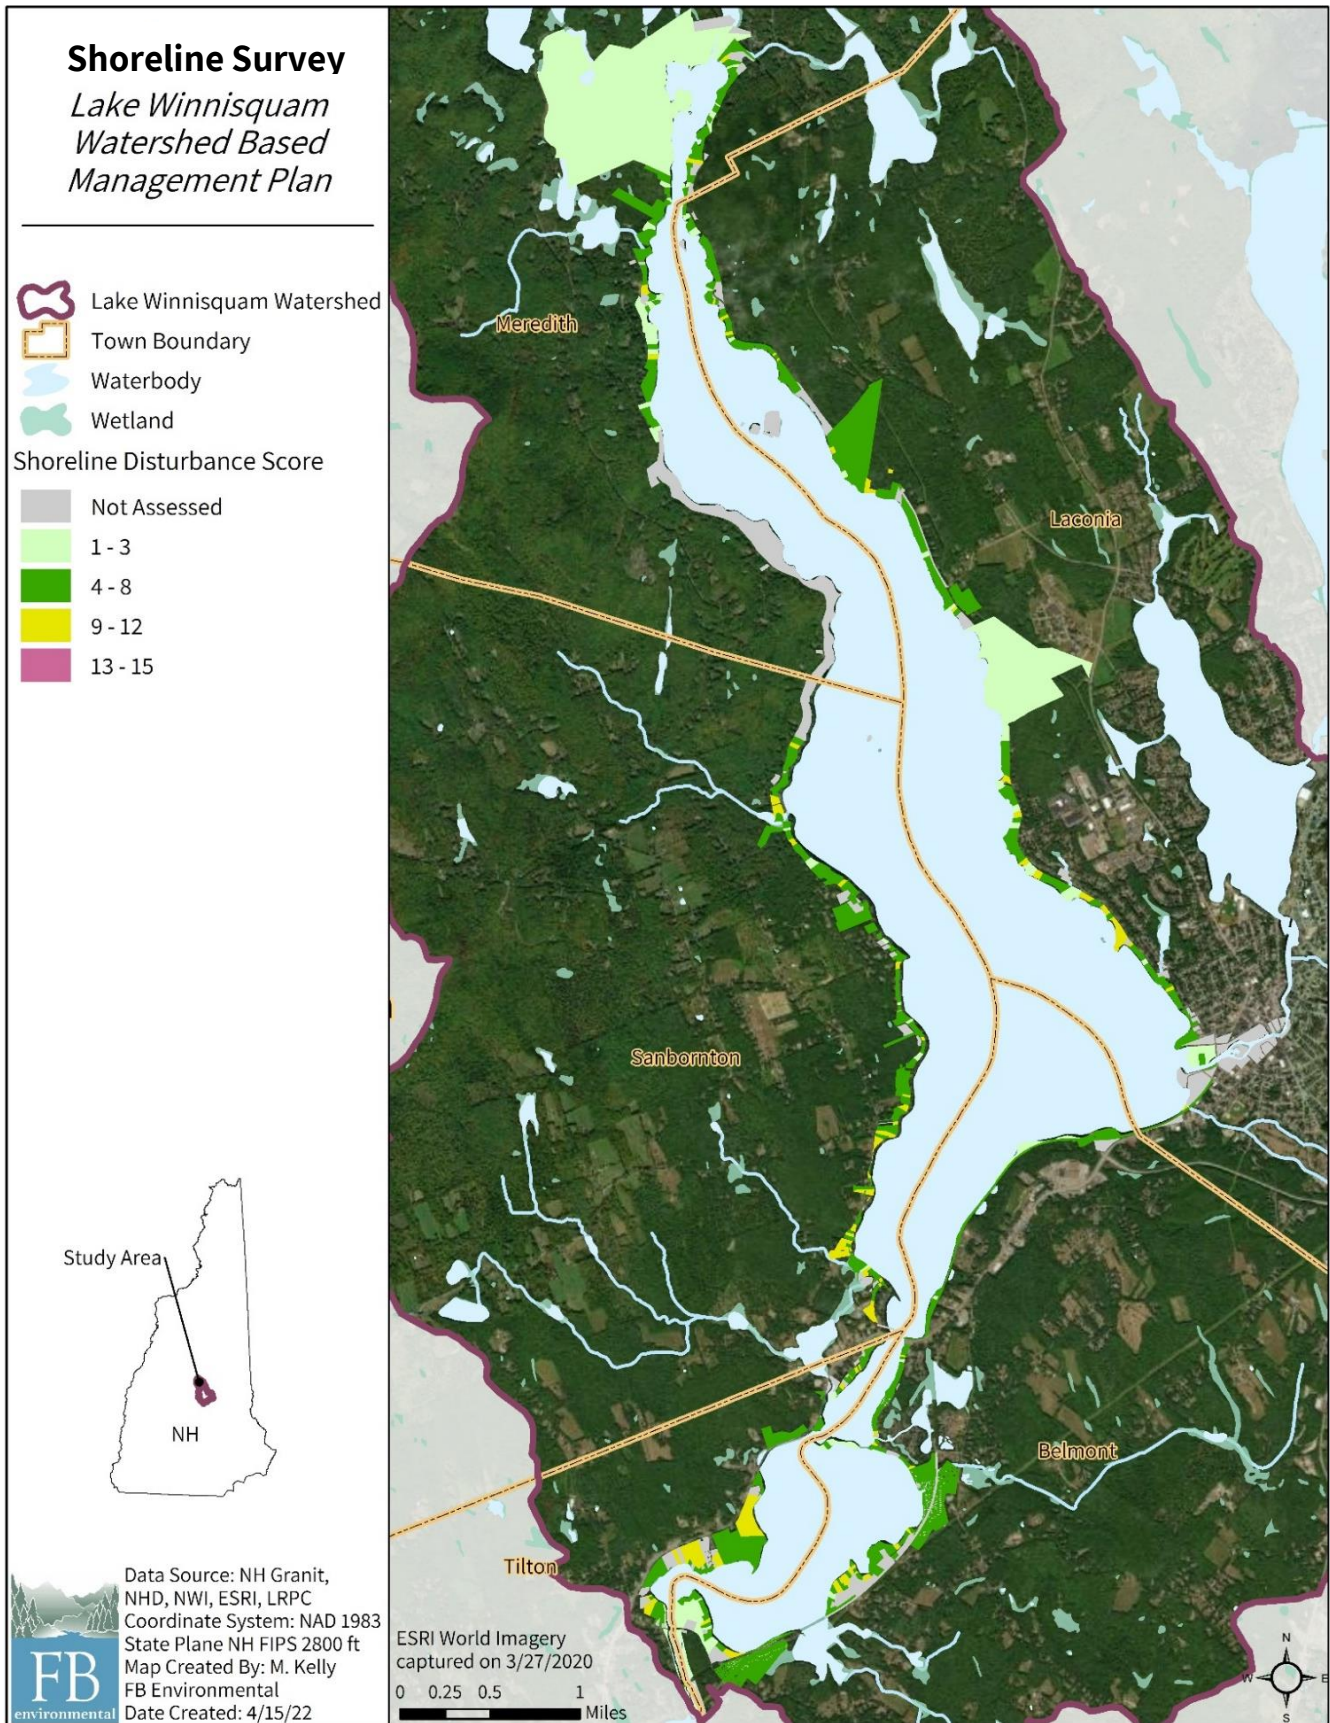 Shoreline Survey
Lake Winnisquam
Watershed Based
Management Plan
Lake Winnisquam Watershed
Town Boundary
Waterbody
Wetland
Shoreline Disturbance Score
Not Assessed
1 - 3
4 - 8
9 - 12
13 - 15
Study Area
NH
FB
environmental
Data Source: NH Granit,
NHD, NWI, ESRI, LRPC
Coordinate System: NAD 1983
State Plane NH FIPS 2800 ft
Map Created By: M. Kelly
FB Environmental
Date Created: 4/15/22
Meredith
Laconia
Sanbornton
Belmont
Tilton
ESRI World Imagery
captured on 3/27/2020
0 0.25 0.5 1
Miles
N
W E
S